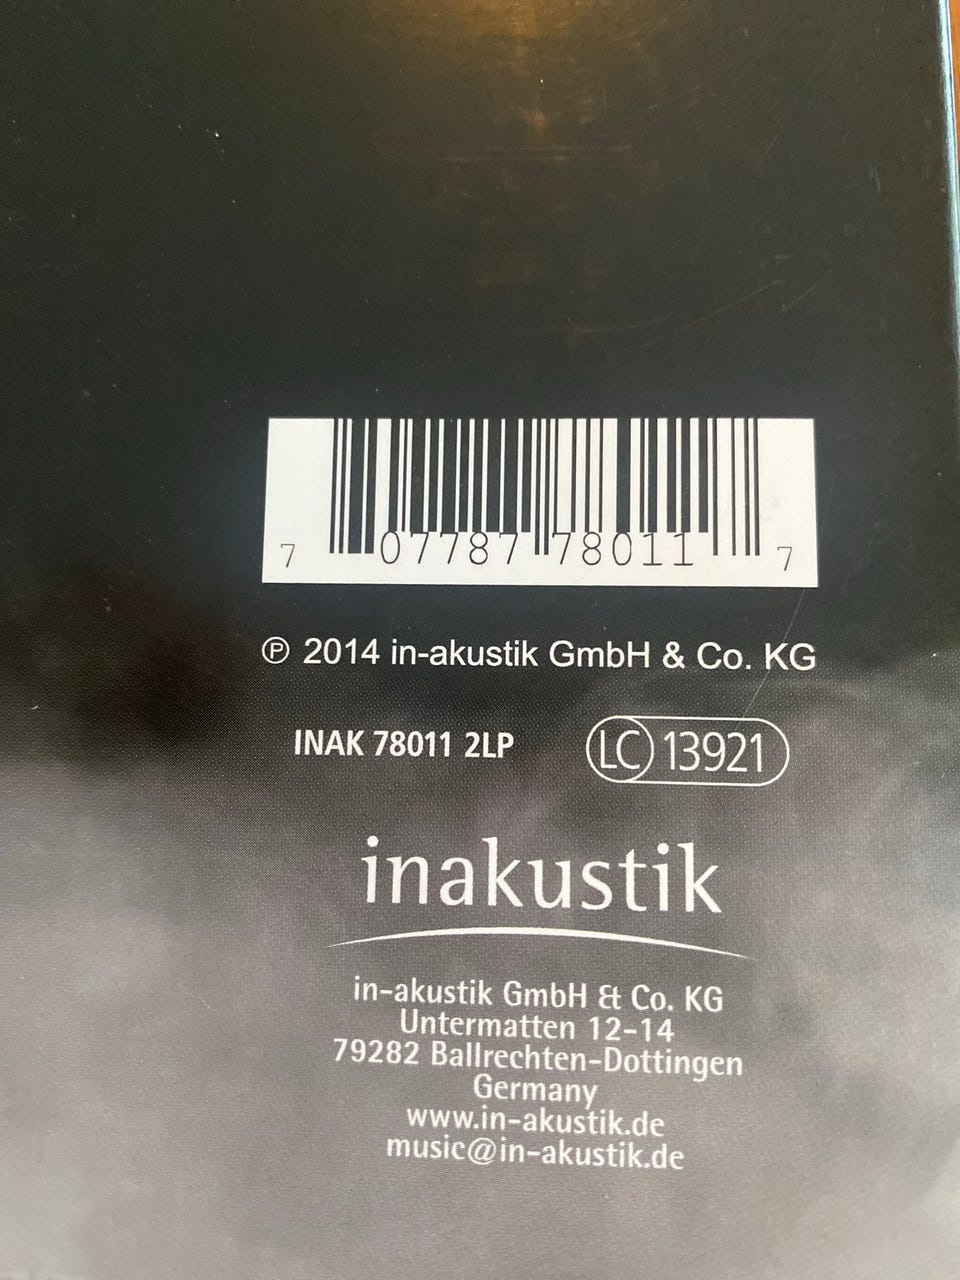 7 07787 78011 7
℗ 2014 in-akustik GmbH & Co. KG
INAK 78011 2LP LC 13921
inakustik
in-akustik GmbH & Co. KG
Untermatten 12-14
79282 Ballrechten-Dottingen
Germany
www.in-akustik.de
music@in-akustik.de